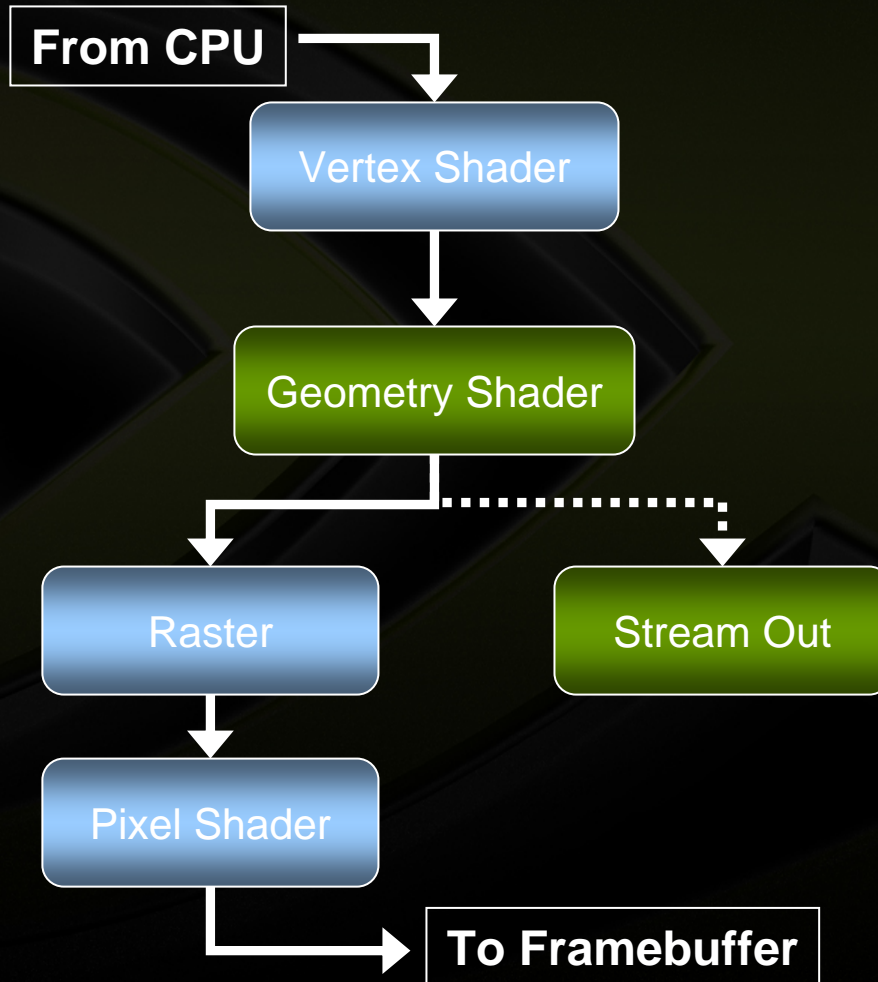 From CPU
Vertex Shader
Geometry Shader
Raster
Stream Out
Pixel Shader
To Framebuffer